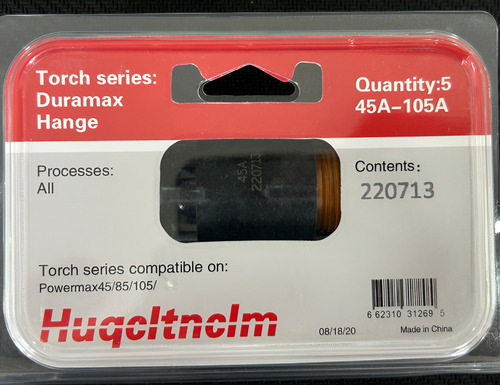 Torch series:
Duramax
Hange
Quantity:5
45A-105A
Processes:
All
45A
220713
Contents:
220713
Torch series compatible on:
Powermax45/85/105/
Huqcltnclm
08/18/20
6 62310 31269 5
Made in China